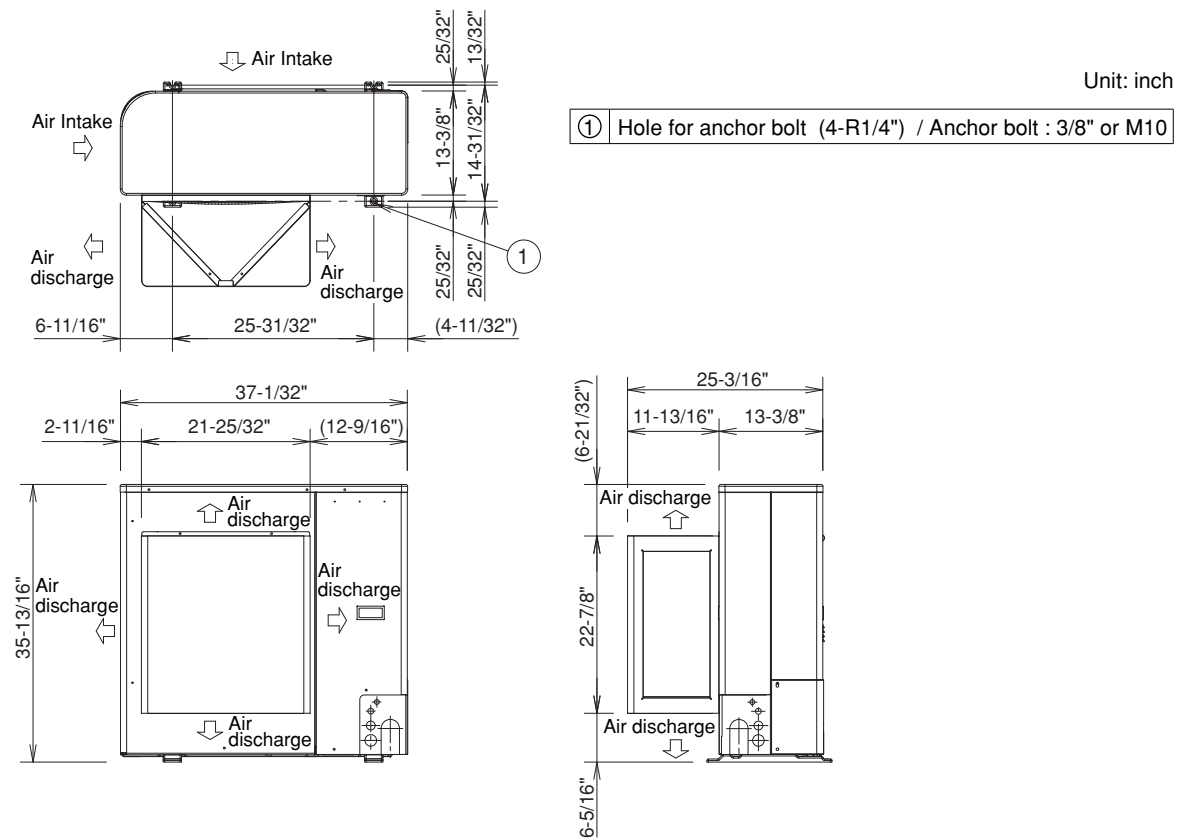 25/32"
13/32"
Air Intake
Unit: inch
① Hole for anchor bolt (4-R1/4") / Anchor bolt : 3/8" or M10
Air Intake
13-3/8"
14-31/32"
Air
discharge
Air
discharge
1
25/32"
25/32"
6-11/16"
25-31/32"
(4-11/32")
37-1/32"
2-11/16"
21-25/32"
(12-9/16")
Air
discharge
Air
discharge
Air
discharge
35-13/16"
Air
discharge
(6-21/32")
25-3/16"
11-13/16"
13-3/8"
Air discharge
22-7/8"
Air discharge
6-5/16"